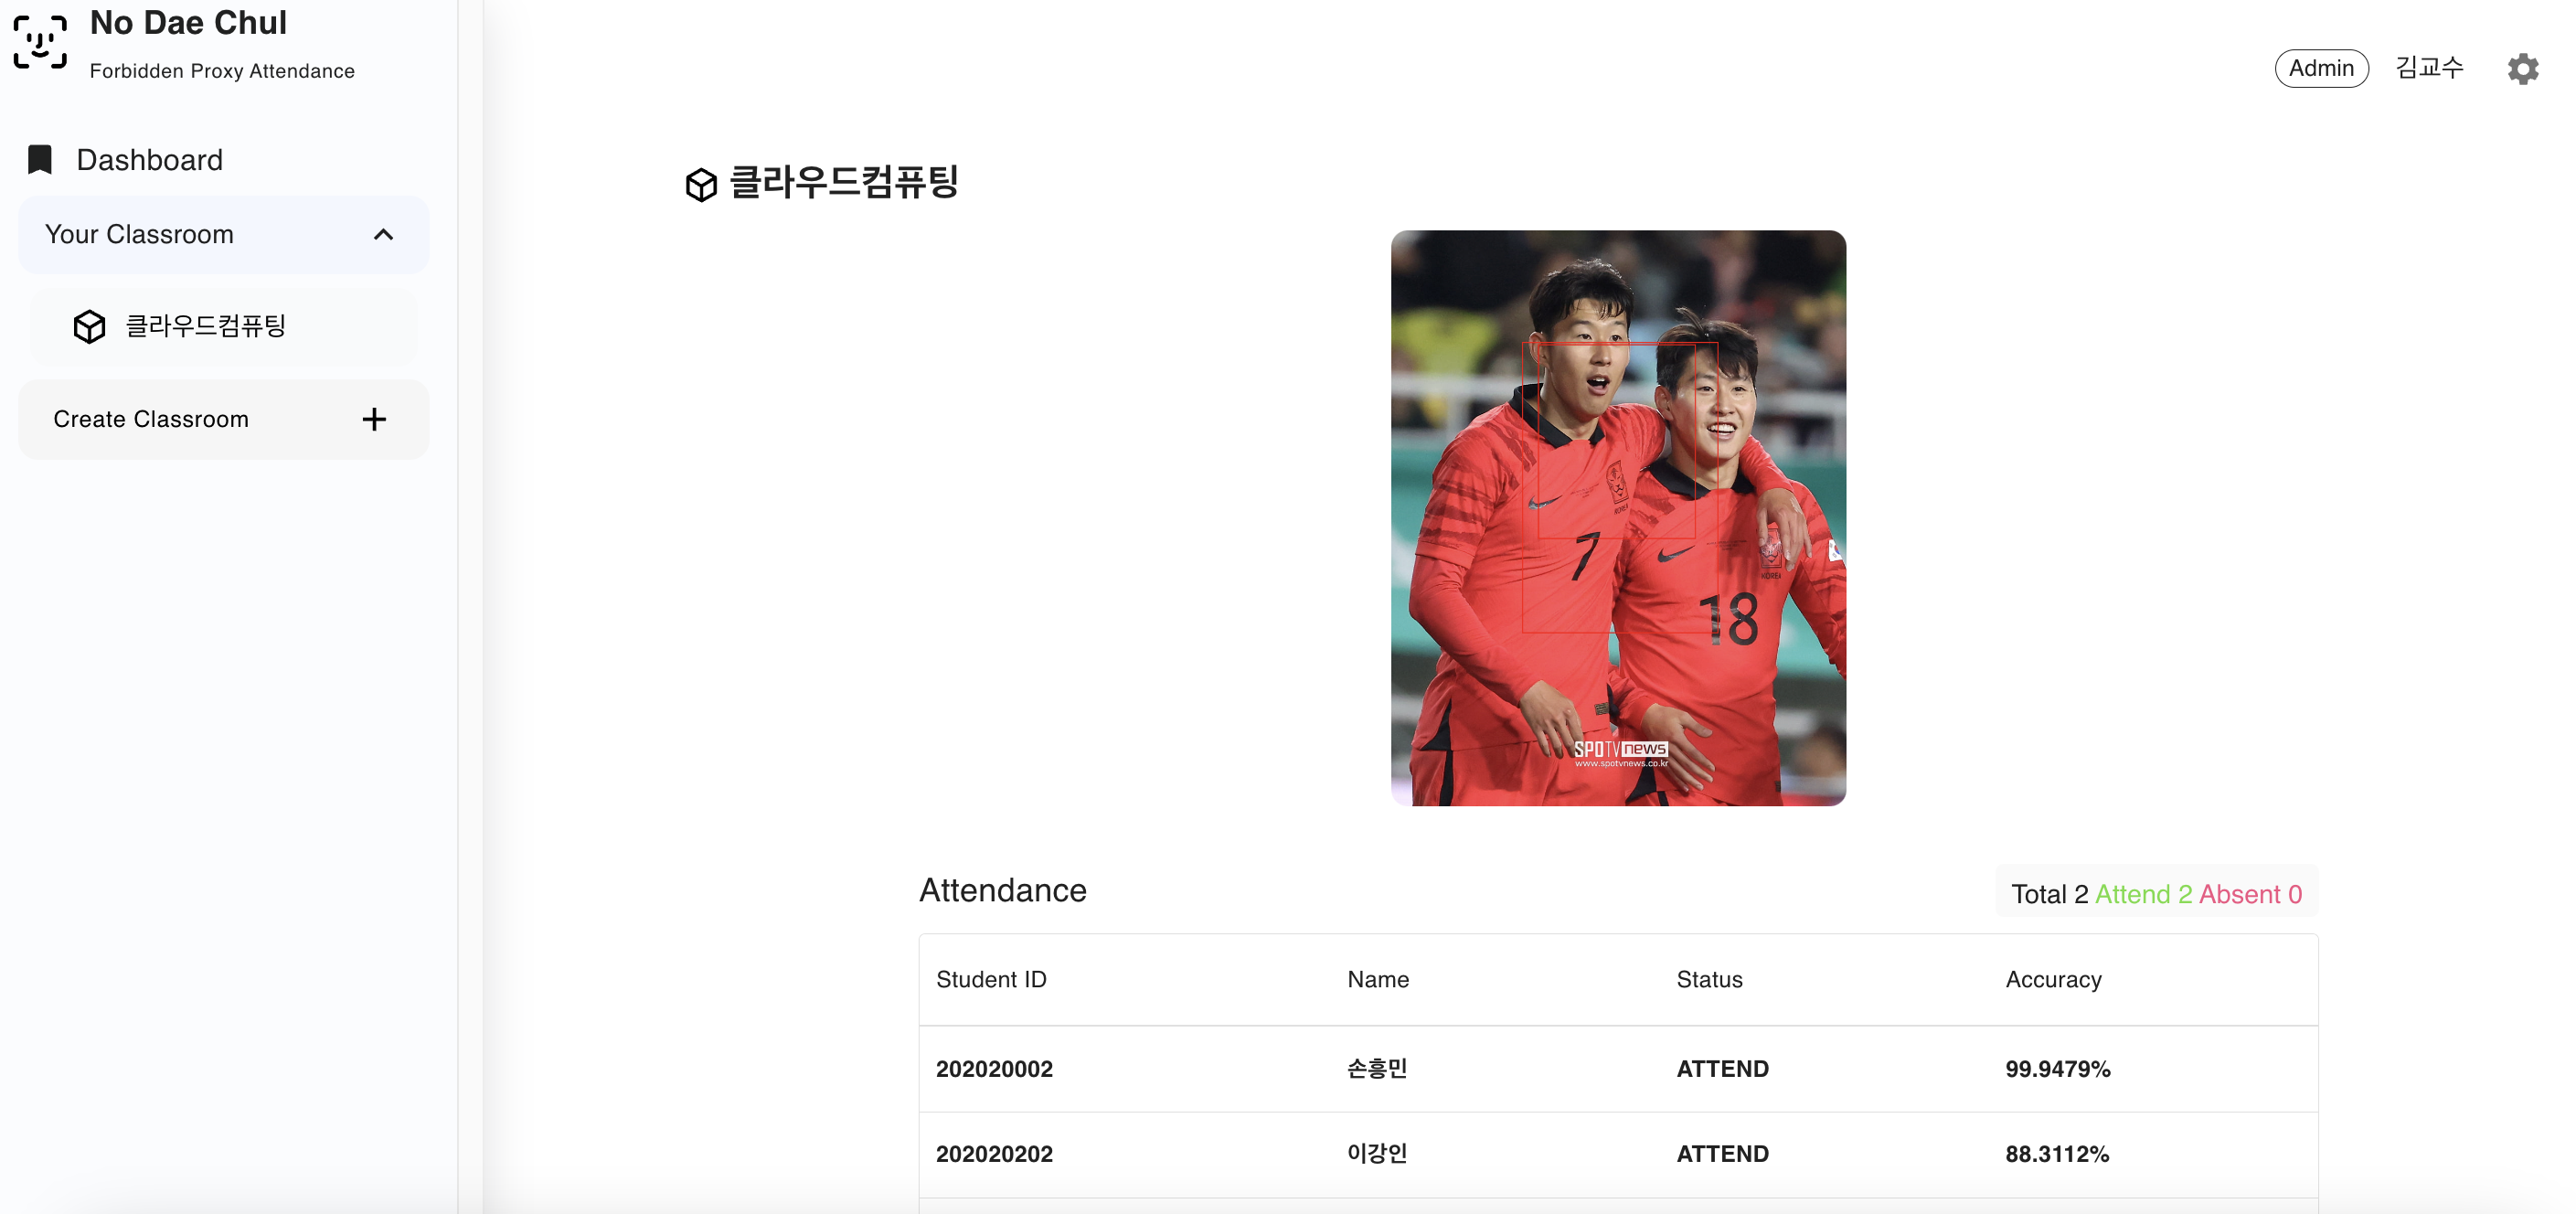 No Dae Chul
Forbidden Proxy Attendance
Dashboard
Your Classroom
클라우드컴퓨팅
Create Classroom
Admin 김교수
클라우드컴퓨팅
7
KOREA
18
SPOTV news
www.spotvnews.co.kr
Attendance
Total 2 Attend 2 Absent 0
Student ID Name Status Accuracy
202020002 손흥민 ATTEND 99.9479%
202020202 이강인 ATTEND 88.3112%